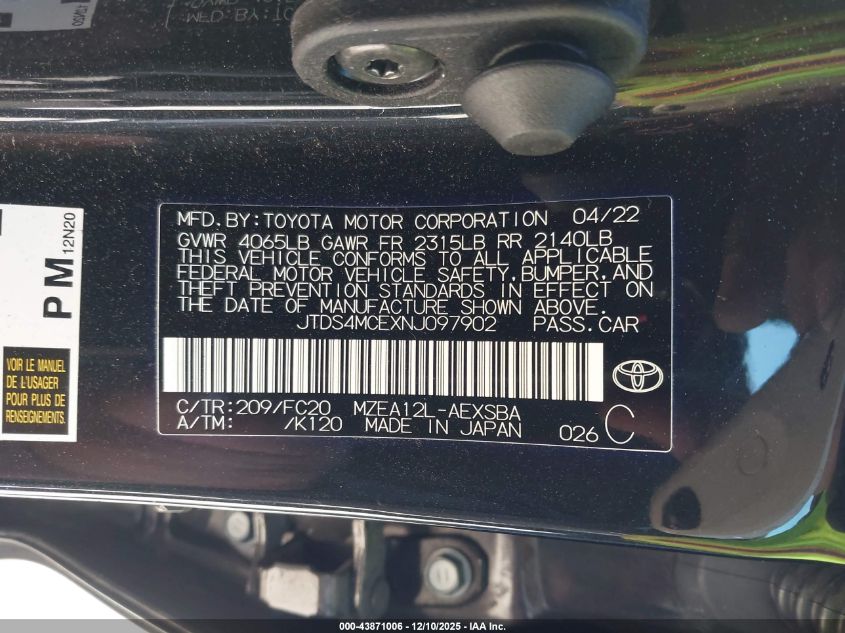 MFD. BY: TOYOTA MOTOR CORPORATION 04/22
GVWR 4065LB GAWR FR 2315LB RR 2140LB
THIS VEHICLE CONFORMS TO ALL APPLICABLE
FEDERAL MOTOR VEHICLE SAFETY, BUMPER, AND
THEFT PREVENTION STANDARDS IN EFFECT ON
THE DATE OF MANUFACTURE SHOWN ABOVE.
JTDS4MCEXNJ097902 PASS. CAR
C/TR: 209/FC20 MZEA12L-AEXSBA
A/TM: /K120 MADE IN JAPAN 026 C
PM 12N20
VOIR LE MANUEL
DE L'USAGER
POUR PLUS DE
RENSEIGNEMENTS.
000-43871006 - 12/10/2025 - IAA Inc.